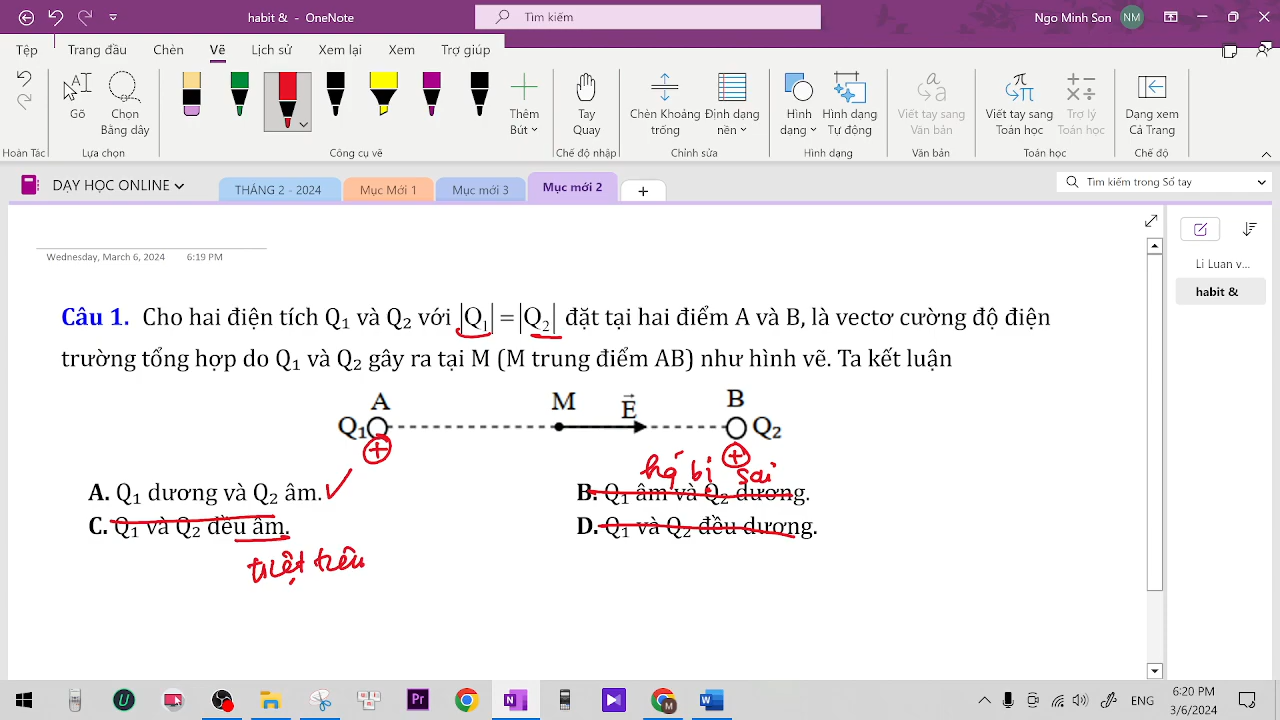 DẠY HỌC ONLINE
Tìm kiếm
Ngo Minh Son NM
Tệp Trang đầu Chèn Vẽ Lịch sử Xem Xem Trợ giúp
Gõ
Chọn Bảng dậy
Thêm Bút
Tay Quay
Chên Khoảng trống
Định dạng nền
Hình dạng
Hình dạng Tự động
Viết tay sang Văn bản
Viết tay sang Toán học
Trợ lý Toán học
Dạng xem Cả Trang
Hoàn Tác Lựa chọn Công cụ vẽ Chế độ nhập Chỉnh sửa Hình dạng Văn bản Toán học Chế độ
THÁNG 2 - 2024 Mục Mới 1 Mục mới 3 Mục mới 2 +
Tìm kiếm trong Sổ tay
Li Luan v...
habit &
Wednesday, March 6, 2024 6:19 PM
Câu 1. Cho hai điện tích Q₁ và Q₂ với |Q₁| = |Q₂| đặt tại hai điểm A và B, là vectơ cường độ điện
trường tổng hợp do Q₁ và Q₂ gây ra tại M (M trung điểm AB) như hình vẽ. Ta kết luận
A M E⃗ B
Q₁ Q₂
+ +
A. Q₁ dương và Q₂ âm. ✓
hạ bị sai
B. Q₁ âm và Q₂ dương.
C. Q₁ và Q₂ đều âm.
D. Q₁ và Q₂ đều dương.
triệt tiêu
Pr
M
6:20 PM
3/6/2024